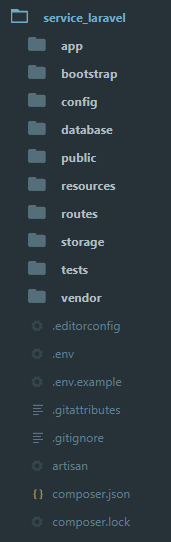 service_laravel
app
bootstrap
config
database
public
resources
routes
storage
tests
vendor
.editorconfig
.env
.env.example
.gitattributes
.gitignore
artisan
composer.json
composer.lock